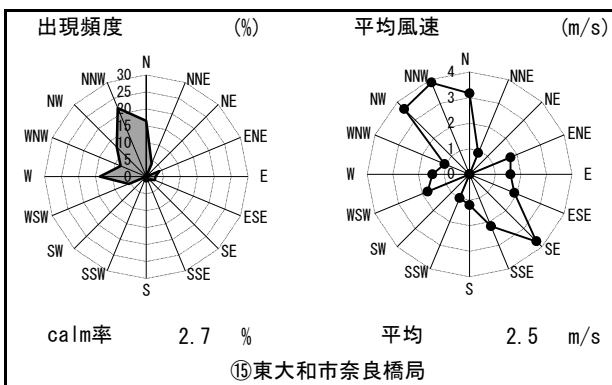 出現頻度 (%)
N
NNE
NE
ENE
E
ESE
SE
SSE
S
SSW
SW
WSW
W
WNW
NW
NNW
30
25
20
15
10
5
0
calm率 2.7 %
平均風速 (m/s)
N
NNE
NE
ENE
E
ESE
SE
SSE
S
SSW
SW
WSW
W
WNW
NW
NNW
4
3
2
1
0
平均 2.5 m/s
⑮東大和市奈良橋局